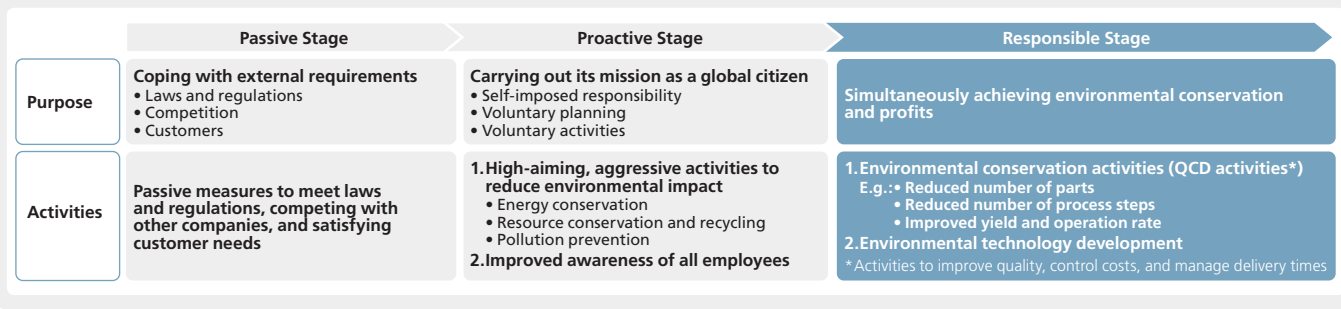 Passive Stage
Proactive Stage
Responsible Stage
Purpose
Coping with external requirements
• Laws and regulations
• Competition
• Customers
Carrying out its mission as a global citizen
• Self-imposed responsibility
• Voluntary planning
• Voluntary activities
Simultaneously achieving environmental conservation
and profits
Activities
Passive measures to meet laws
and regulations, competing with
other companies, and satisfying
customer needs
1.High-aiming, aggressive activities to
reduce environmental impact
• Energy conservation
• Resource conservation and recycling
• Pollution prevention
2.Improved awareness of all employees
1.Environmental conservation activities (QCD activities*)
E.g.:• Reduced number of parts
• Reduced number of process steps
• Improved yield and operation rate
2.Environmental technology development
*Activities to improve quality, control costs, and manage delivery times